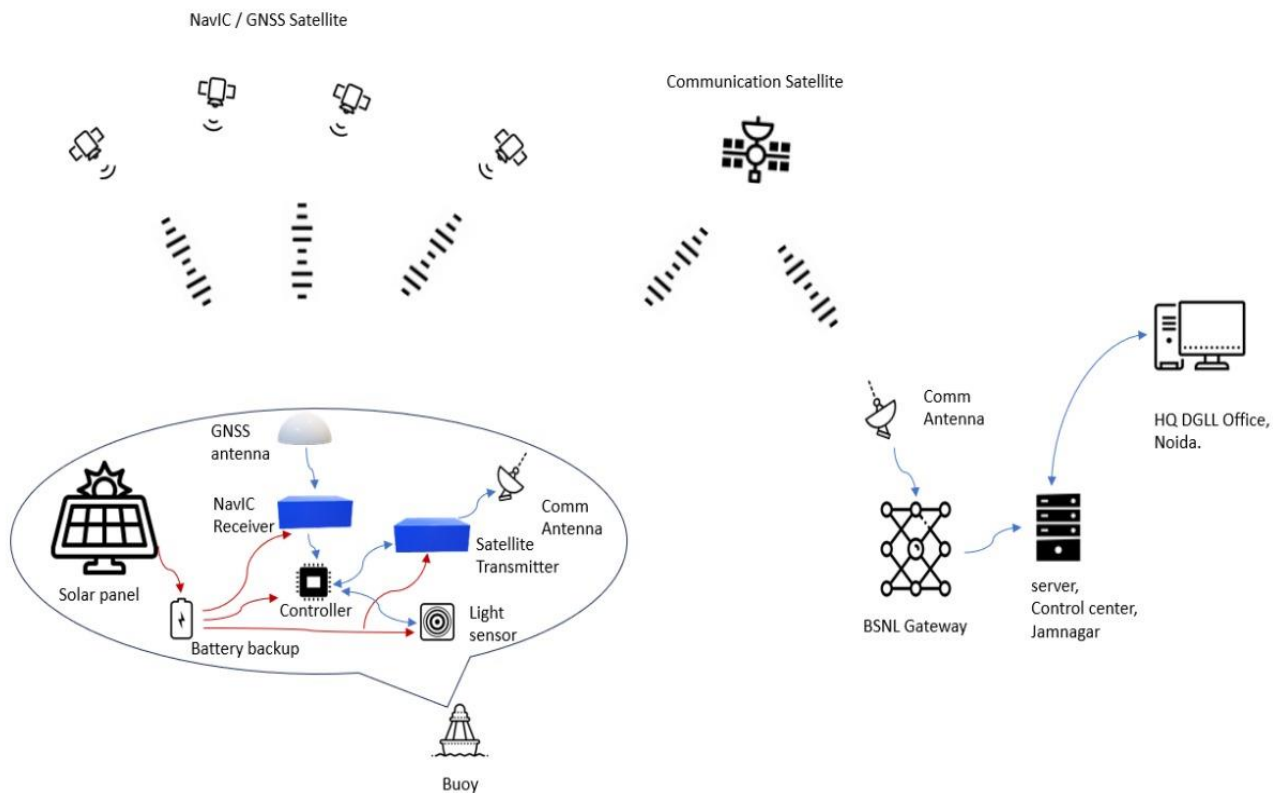 NavIC / GNSS Satellite
Communication Satellite
Comm
Antenna
HQ DGLL Office,
Noida.
GNSS
antenna
NavIC
Receiver
Comm
Antenna
Satellite
Transmitter
Solar panel
Controller
Light
sensor
Battery backup
BSNL Gateway
server,
Control center,
Jamnagar
Buoy